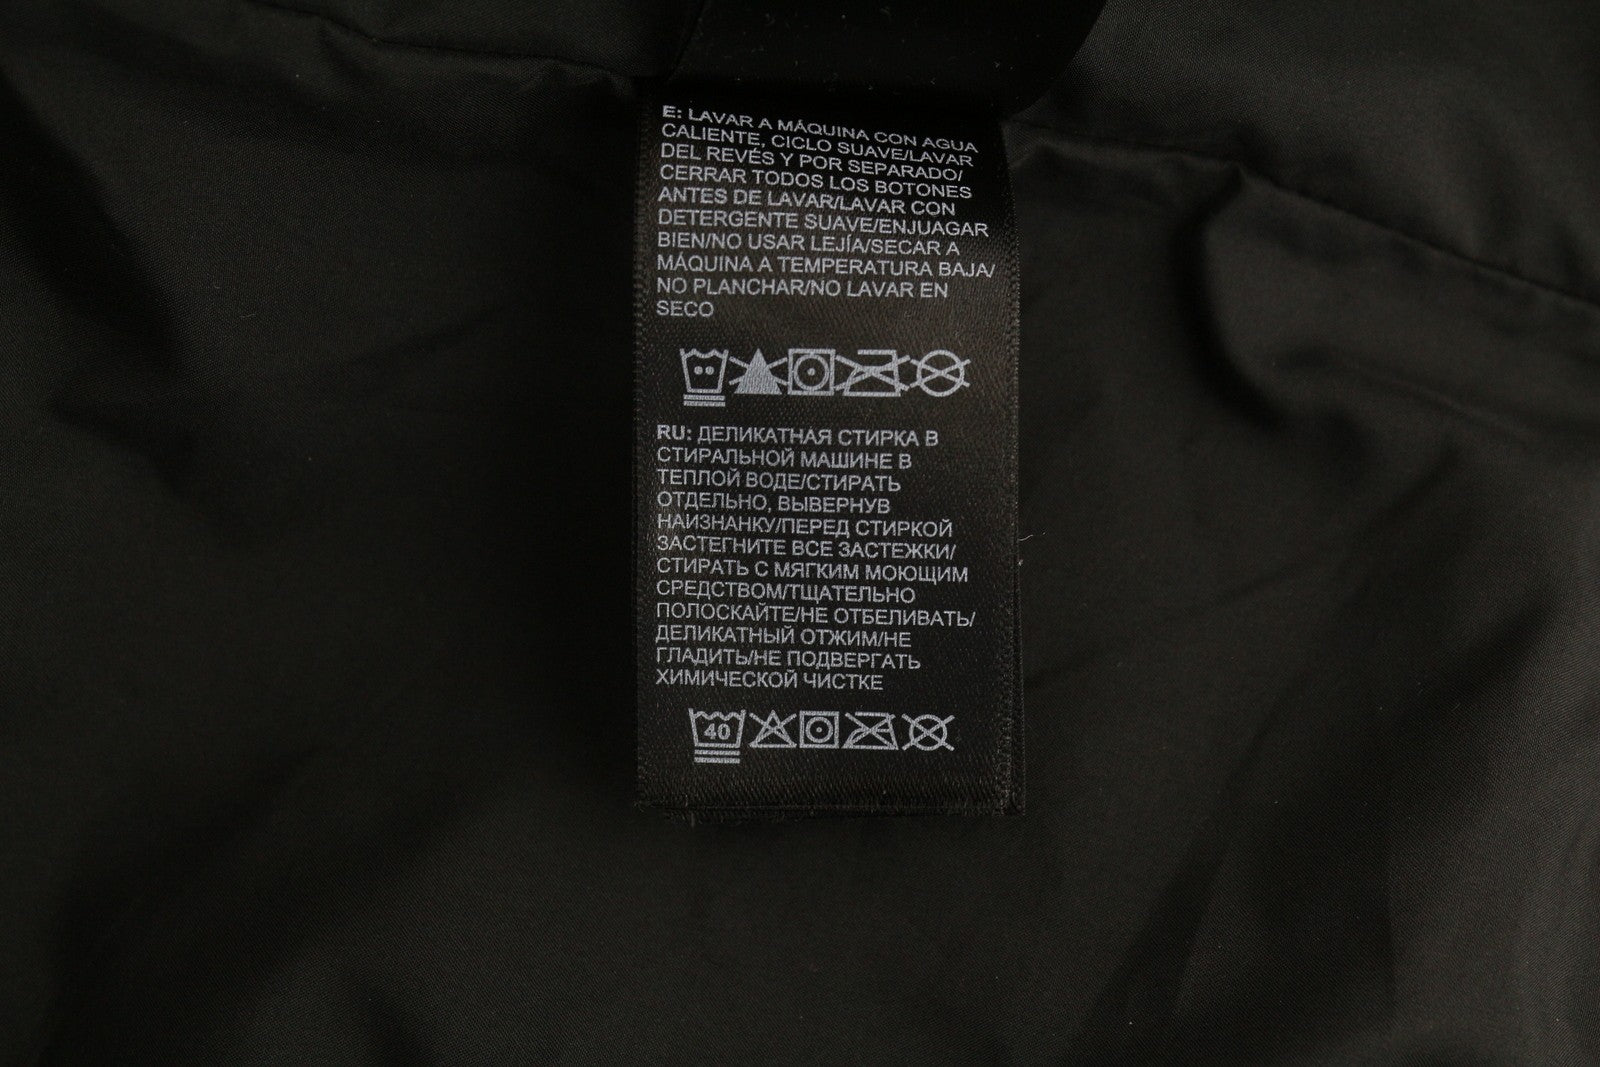 E: LAVAR A MÁQUINA CON AGUA
CALIENTE, CICLO SUAVE/LAVAR
DEL REVÉS Y POR SEPARADO/
CERRAR TODOS LOS BOTONES
ANTES DE LAVAR/LAVAR CON
DETERGENTE SUAVE/ENJUAGAR
BIEN/NO USAR LEJÍA/SECAR A
MÁQUINA A TEMPERATURA BAJA/
NO PLANCHAR/NO LAVAR EN
SECO
RU: ДЕЛИКАТНАЯ СТИРКА В
СТИРАЛЬНОЙ МАШИНЕ В
ТЕПЛОЙ ВОДЕ/СТИРАТЬ
ОТДЕЛЬНО, ВЫВЕРНУВ
НАИЗНАНКУ/ПЕРЕД СТИРКОЙ
ЗАСТЕГНИТЕ ВСЕ ЗАСТЕЖКИ/
СТИРАТЬ С МЯГКИМ МОЮЩИМ
СРЕДСТВОМ/ТЩАТЕЛЬНО
ПОЛОСКАЙТЕ/НЕ ОТБЕЛИВАТЬ/
ДЕЛИКАТНЫЙ ОТЖИМ/НЕ
ГЛАДИТЬ/НЕ ПОДВЕРГАТЬ
ХИМИЧЕСКОЙ ЧИСТКЕ
40